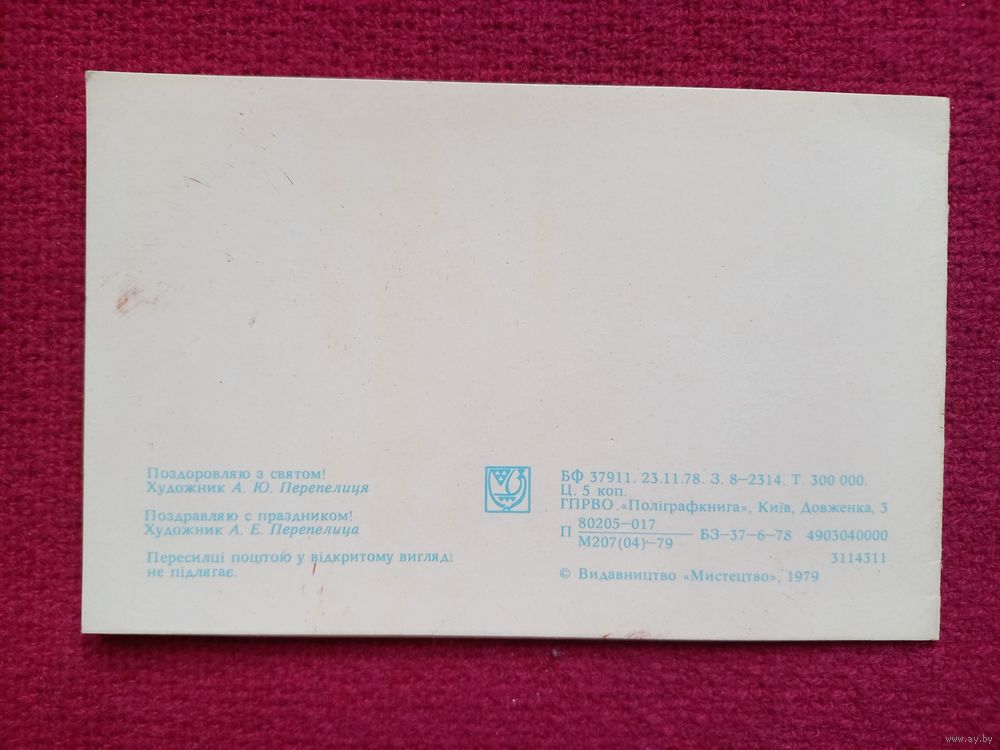 Поздоровляю з святом!
Художник А. Ю. Перепелиця
Поздравляю с праздником!
Художник А. Е. Перепелица
Пересилці поштою у відкритому вигляді
не підлягає.
БФ 37911. 23.11.78. З. 8—2314. Т. 300 000.
Ц. 5 коп.
ГПРВО «Поліграфкнига», Київ, Довженка, 3
П 80205—017
М207(04)—79 БЗ—37—6—78 4903040000
3114311
© Видавництво «Мистецтво», 1979
www.ay.by